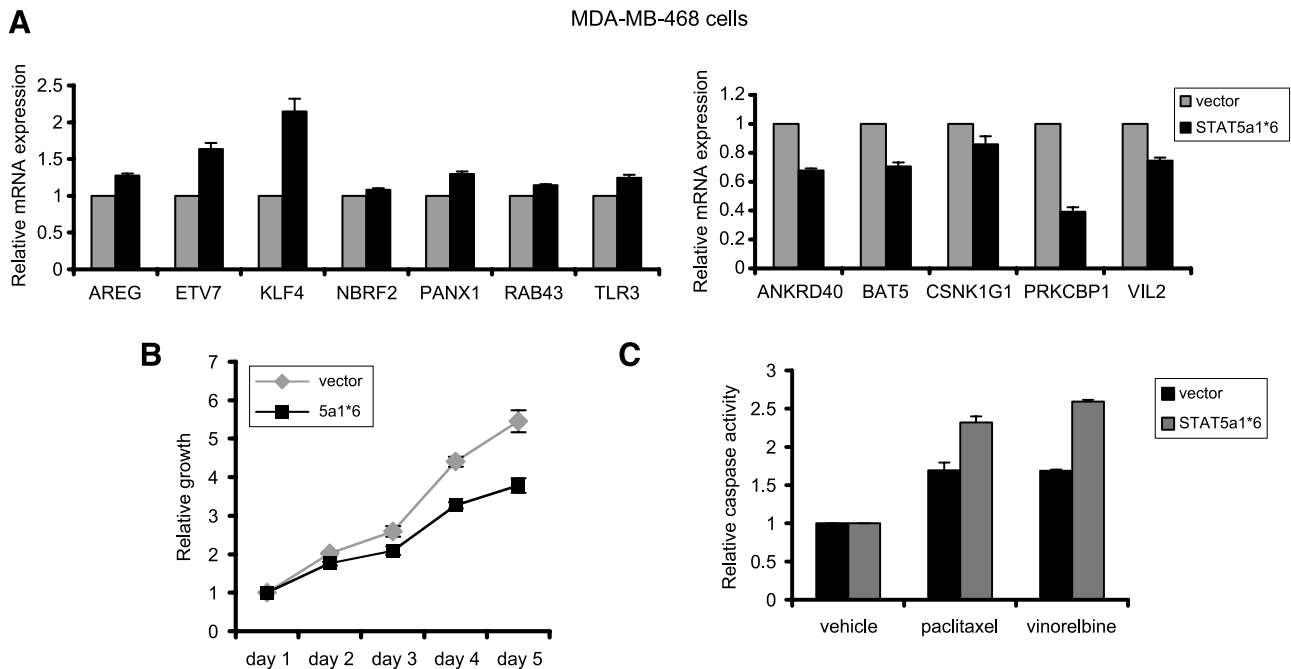 MDA-MB-468 cells
A
Relative mRNA expression
2.5
2
1.5
1
0.5
0
AREG ETV7 KLF4 NBRF2 PANX1 RAB43 TLR3
Relative mRNA expression
1.2
1
0.8
0.6
0.4
0.2
0
ANKRD40 BAT5 CSNK1G1 PRKCBP1 VIL2
vector
STAT5a1*6
B
Relative growth
7
6
5
4
3
2
1
0
day 1 day 2 day 3 day 4 day 5
vector
5a1*6
C
Relative caspase activity
3
2.5
2
1.5
1
0.5
0
vehicle paclitaxel vinorelbine
vector
STAT5a1*6